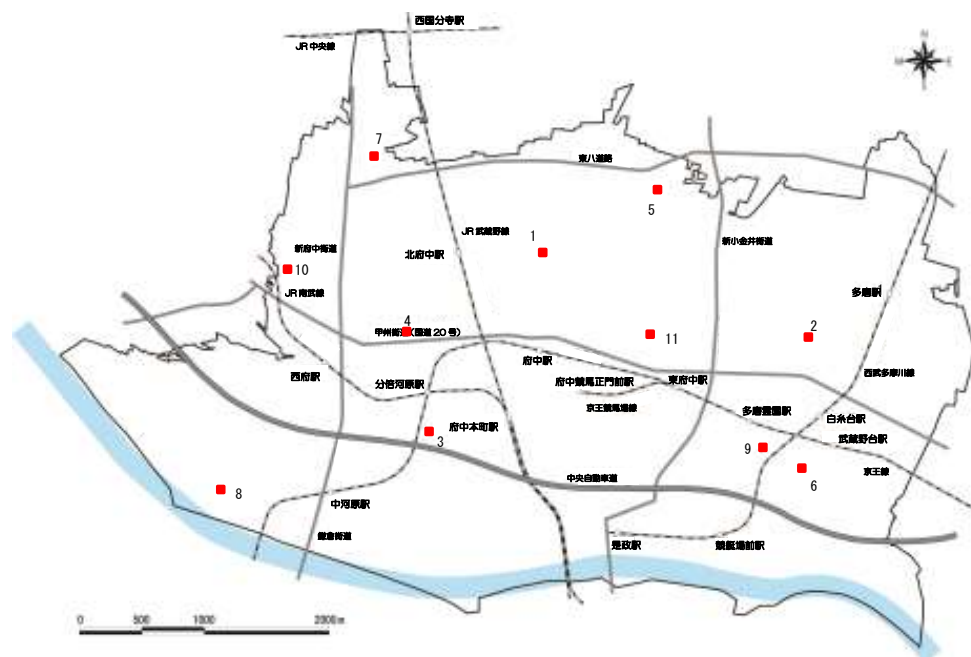 西国分寺駅
JR中央線
N
W
E
S
7
東八道路
5
新府中街道
北府中駅
JR武蔵野線
1
新小金井街道
10
JR南武線
多磨駅
4
甲州街道(国道20号)
11
2
西府駅
分倍河原駅
府中駅
府中競馬正門前駅
東府中駅
西武多摩川線
京王競馬場線
多磨霊園駅
白糸台駅
3
府中本町駅
武蔵野台駅
9
京王線
6
中央自動車道
8
中河原駅
鎌倉街道
是政駅
競艇場前駅
0 500 1000 2000m